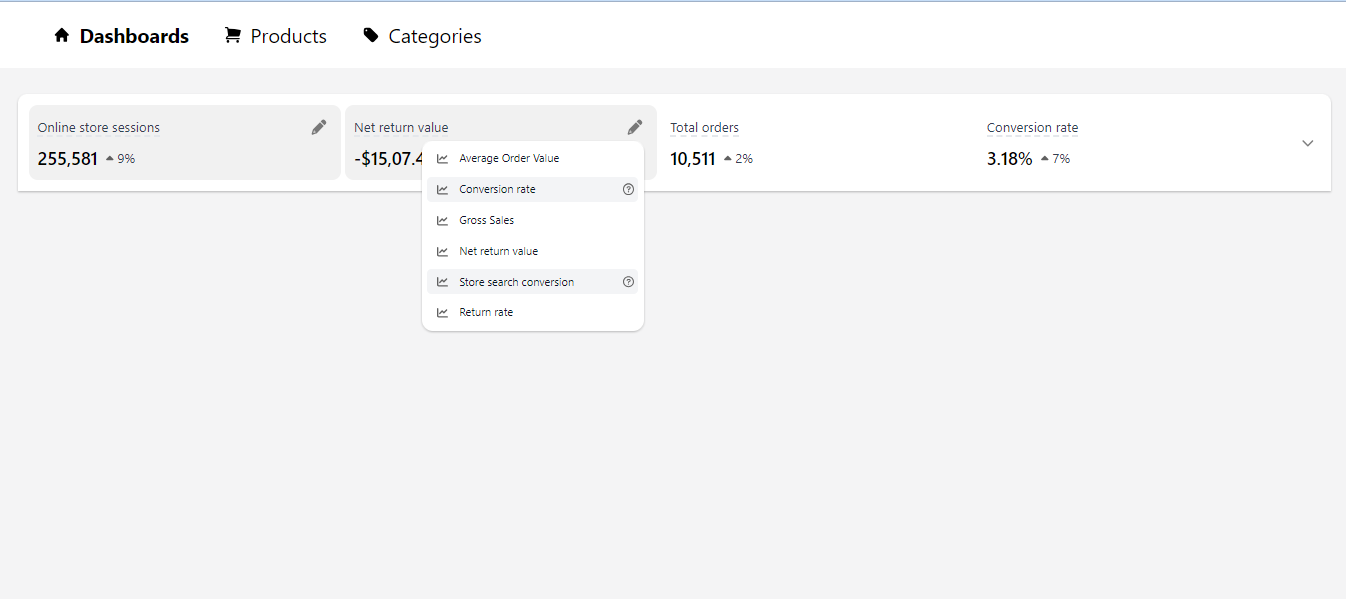 Dashboards Products Categories
Online store sessions Net return value Total orders Conversion rate
255,581 9% -$15,07.4 10,511 2% 3.18% 7%
Average Order Value
Conversion rate
Gross Sales
Net return value
Store search conversion
Return rate